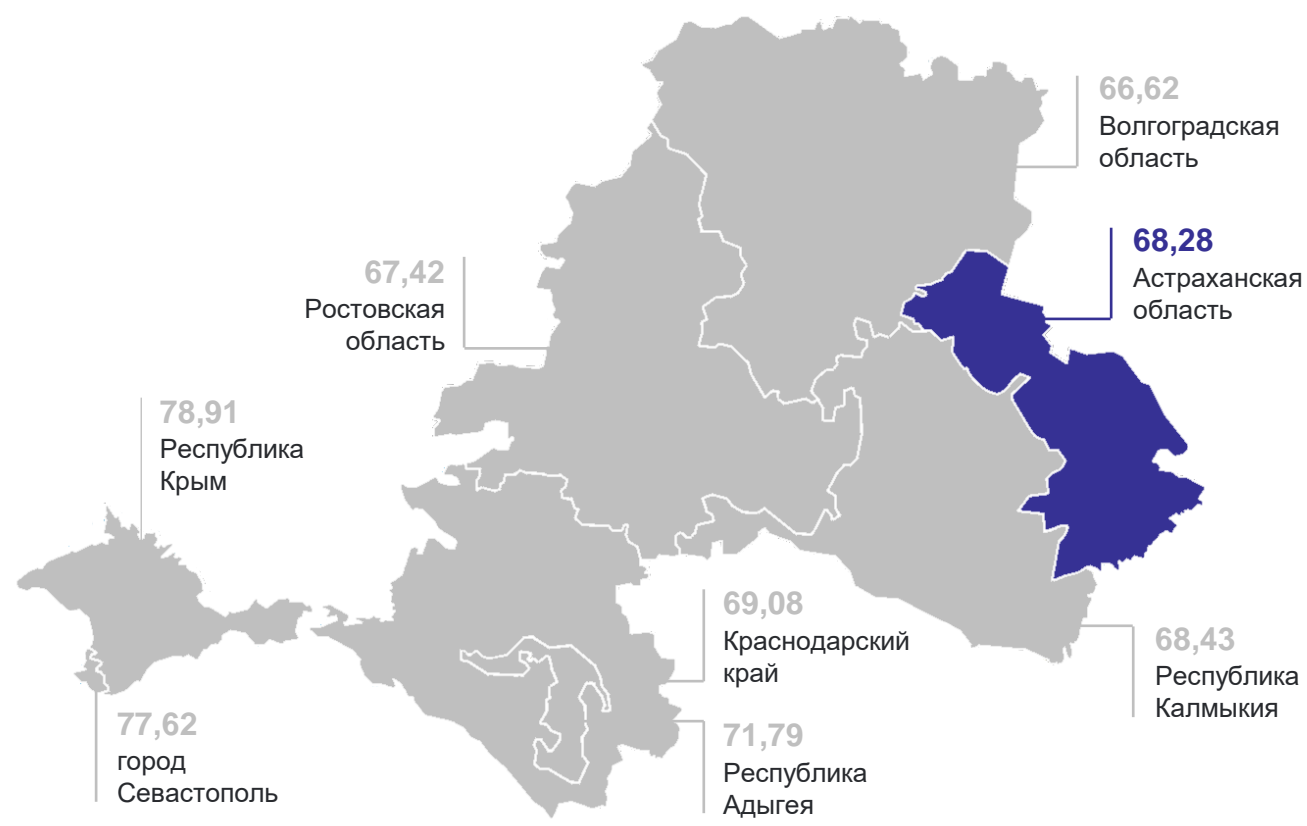 66,62
Волгоградская
область
68,28
Астраханская
область
67,42
Ростовская
область
78,91
Республика
Крым
69,08
Краснодарский
край
68,43
Республика
Калмыкия
77,62
город
Севастополь
71,79
Республика
Адыгея